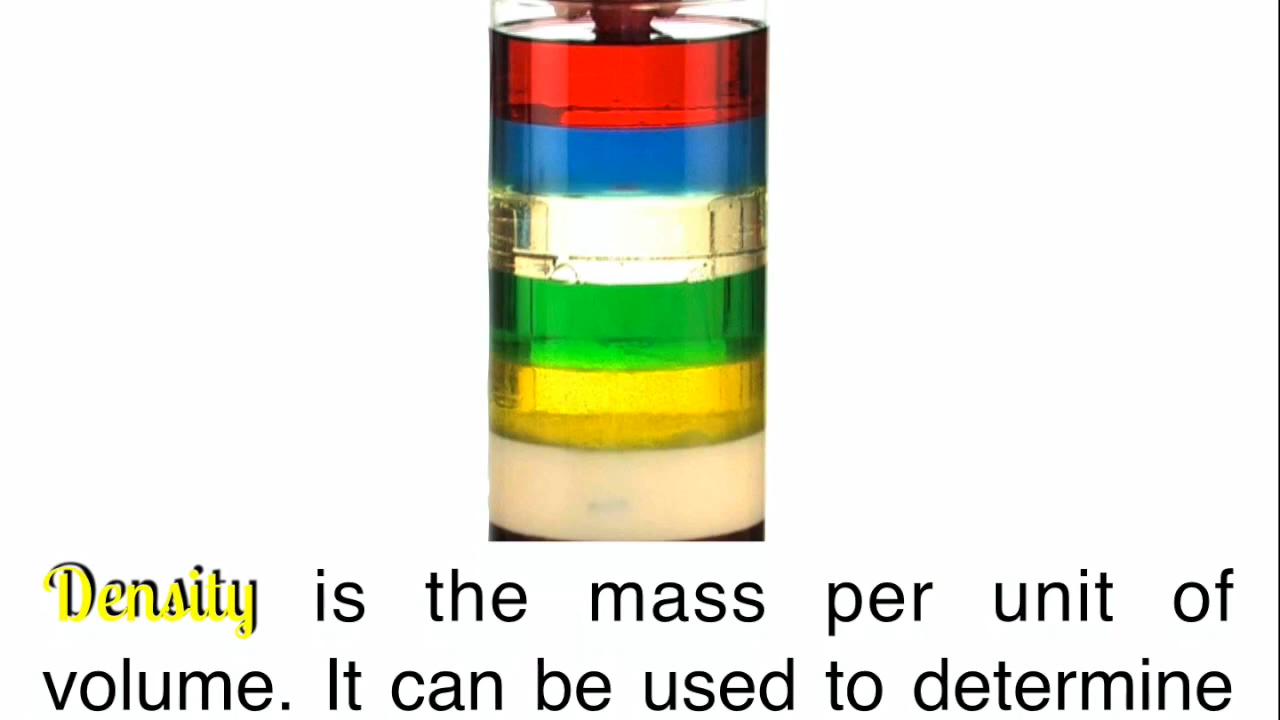 Density is the mass per unit of
volume. It can be used to determine